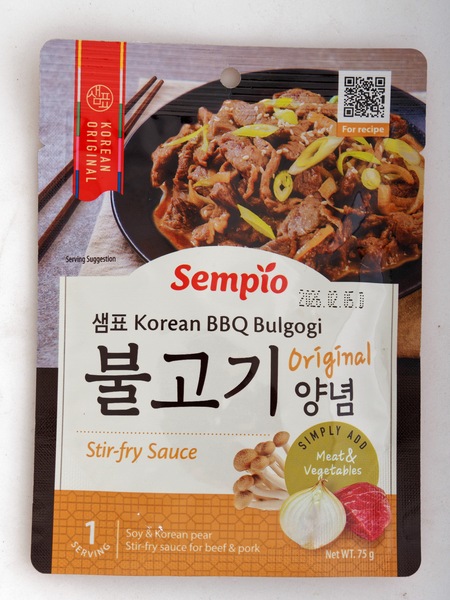 샘표
KOREAN
ORIGINAL
For recipe
Serving Suggestion
Sempio
2026.02.05.D
샘표 Korean BBQ Bulgogi
불고기
Original
양념
Stir-fry Sauce
SIMPLY ADD
Meat &
Vegetables
1
SERVING
Soy & Korean pear
Stir-fry sauce for beef & pork
Net WT. 75 g